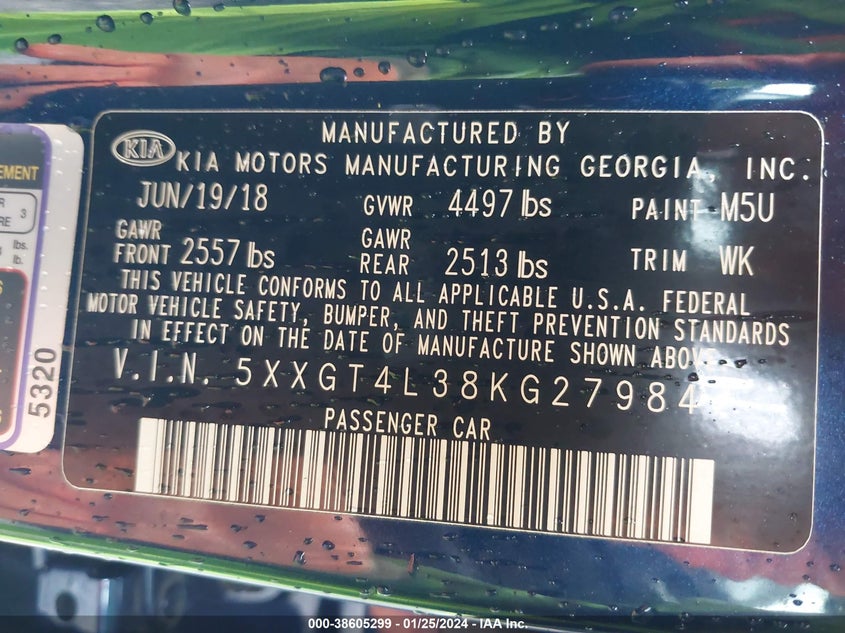 KIA
MANUFACTURED BY
KIA MOTORS MANUFACTURING GEORGIA, INC.
JUN/19/18 GVWR 4497 lbs PAINT M5U
GAWR FRONT 2557 lbs GAWR REAR 2513 lbs TRIM WK
THIS VEHICLE CONFORMS TO ALL APPLICABLE U.S.A. FEDERAL
MOTOR VEHICLE SAFETY, BUMPER, AND THEFT PREVENTION STANDARDS
IN EFFECT ON THE DATE OF MANUFACTURE SHOWN ABOVE.
V.I.N. 5XXGT4L38KG27984
PASSENGER CAR
3
lbs.
lb.
5320
000-38605299 - 01/25/2024 - IAA Inc.